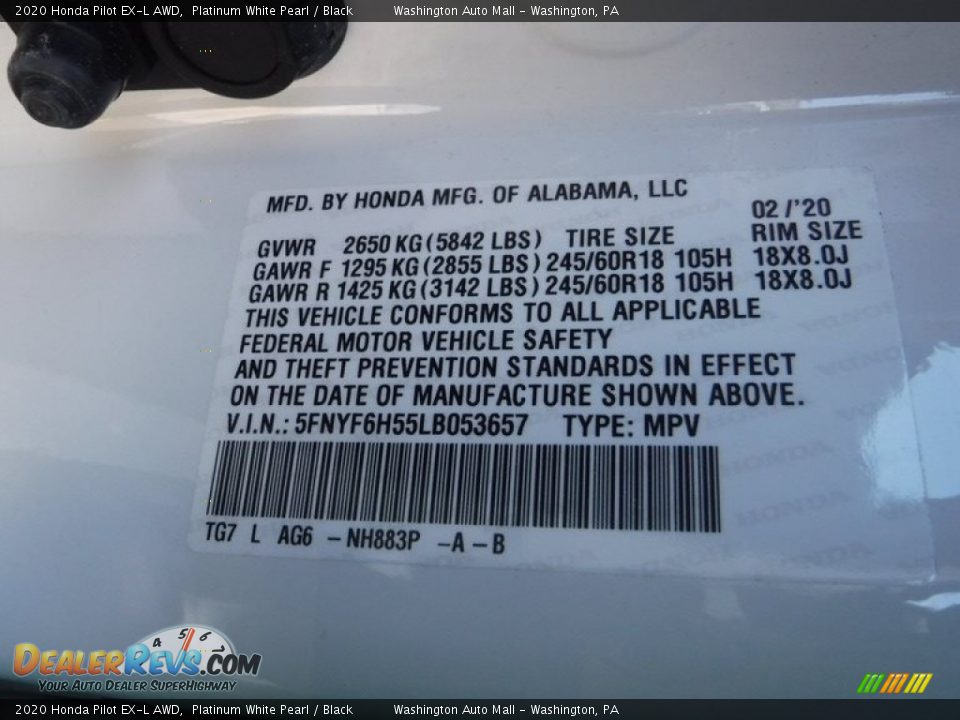 2020 Honda Pilot EX-L AWD, Platinum White Pearl / Black Washington Auto Mall - Washington, PA
MFD. BY HONDA MFG. OF ALABAMA, LLC
02 /'20
GVWR 2650 KG (5842 LBS) TIRE SIZE RIM SIZE
GAWR F 1295 KG (2855 LBS) 245/60R18 105H 18X8.0J
GAWR R 1425 KG (3142 LBS) 245/60R18 105H 18X8.0J
THIS VEHICLE CONFORMS TO ALL APPLICABLE
FEDERAL MOTOR VEHICLE SAFETY
AND THEFT PREVENTION STANDARDS IN EFFECT
ON THE DATE OF MANUFACTURE SHOWN ABOVE.
V.I.N.: 5FNYF6H55LB053657 TYPE: MPV
TG7 L AG6 -NH883P -A -B
4 5 6 7
DEALERREVS.COM
YOUR AUTO DEALER SUPERHIGHWAY
2020 Honda Pilot EX-L AWD, Platinum White Pearl / Black Washington Auto Mall - Washington, PA